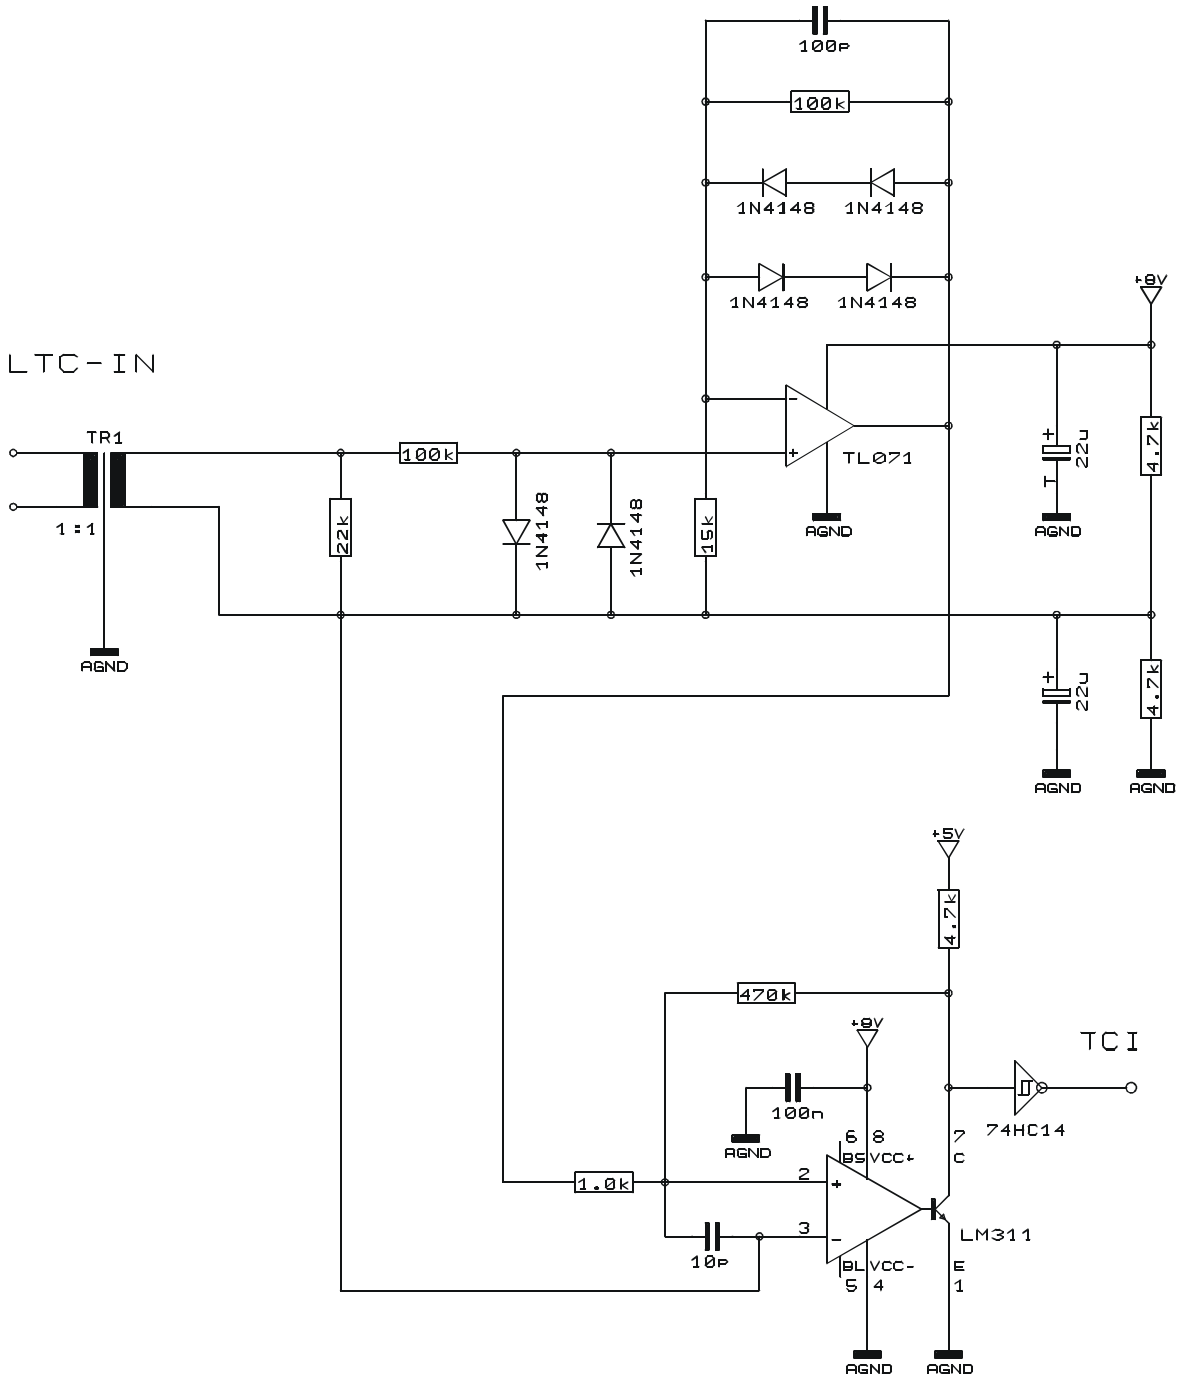 100p
100k
1N4148 1N4148
1N4148 1N4148
+8V
LTC-IN
TR1
1:1
100k
22k
1N4148
1N4148
15k
-
+
TL071
AGND
+
22u
T
AGND
4.7k
AGND
+
22u
AGND
4.7k
AGND
+5V
4.7k
470k
+8V
100n
AGND
TCI
74HC14
6 8
7
BS VCC+
C
1.0k
2
+
3
-
10p
LM311
BL VCC-
E
5 4
1
AGND
AGND